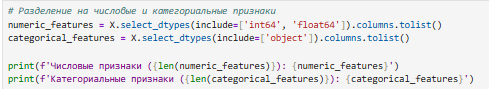 # Разделение на числовые и категориальные признаки
numeric_features = X.select_dtypes(include=['int64', 'float64']).columns.tolist()
categorical_features = X.select_dtypes(include=['object']).columns.tolist()
print(f'Числовые признаки ({len(numeric_features)}): {numeric_features}')
print(f'Категориальные признаки ({len(categorical_features)}): {categorical_features}')